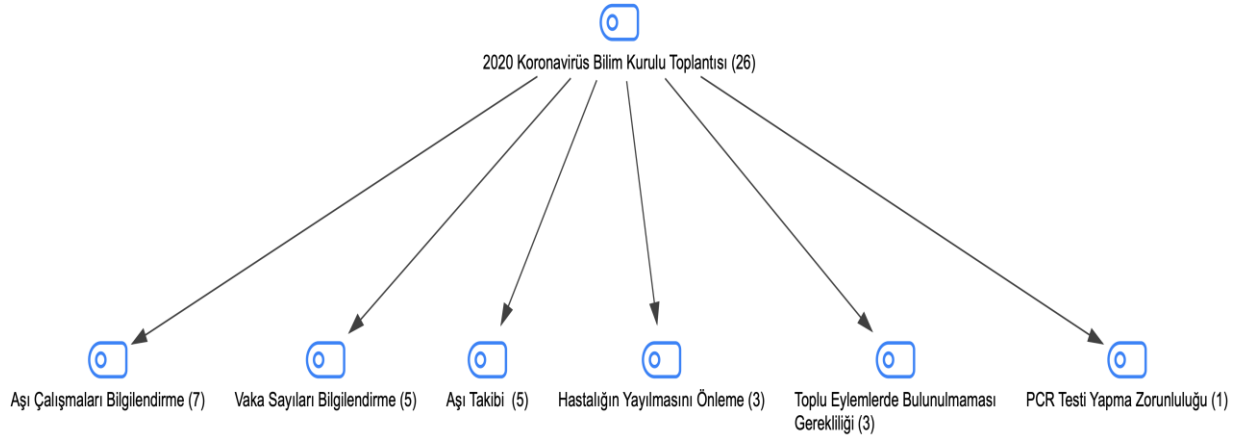 2020 Koronavirüs Bilim Kurulu Toplantısı (26)
Aşı Çalışmaları Bilgilendirme (7)
Vaka Sayıları Bilgilendirme (5)
Aşı Takibi (5)
Hastalığın Yayılmasını Önleme (3)
Toplu Eylemlerde Bulunulmaması
Gerekliliği (3)
PCR Testi Yapma Zorunluluğu (1)